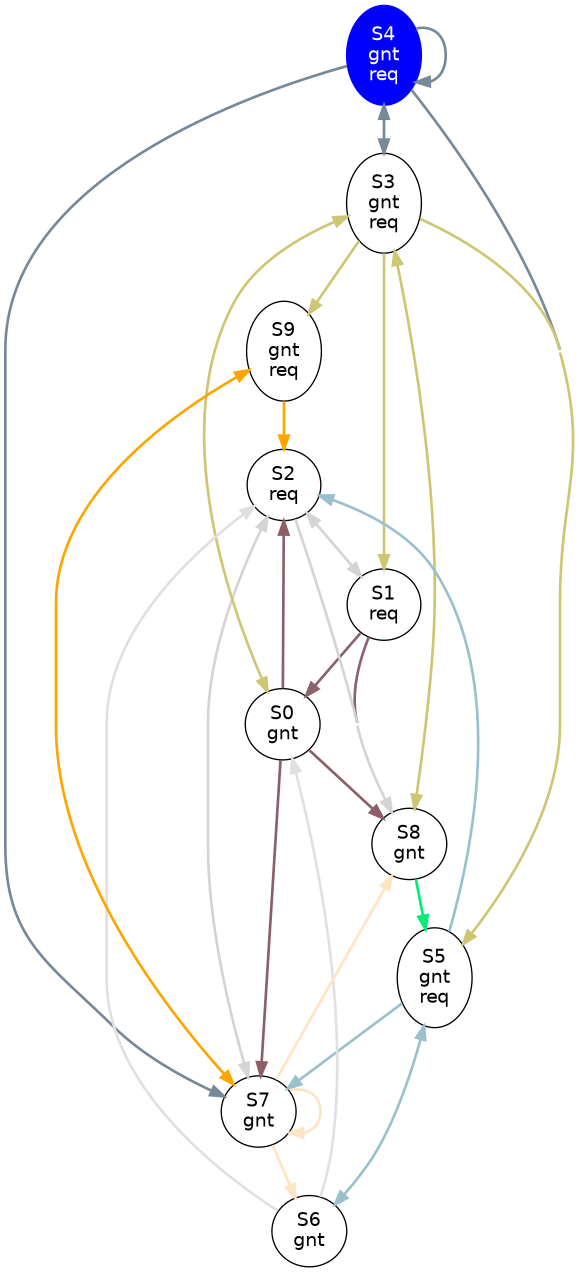 S4
gnt
req
S3
gnt
req
S9
gnt
req
S2
req
S1
req
S0
gnt
S8
gnt
S5
gnt
req
S7
gnt
S6
gnt